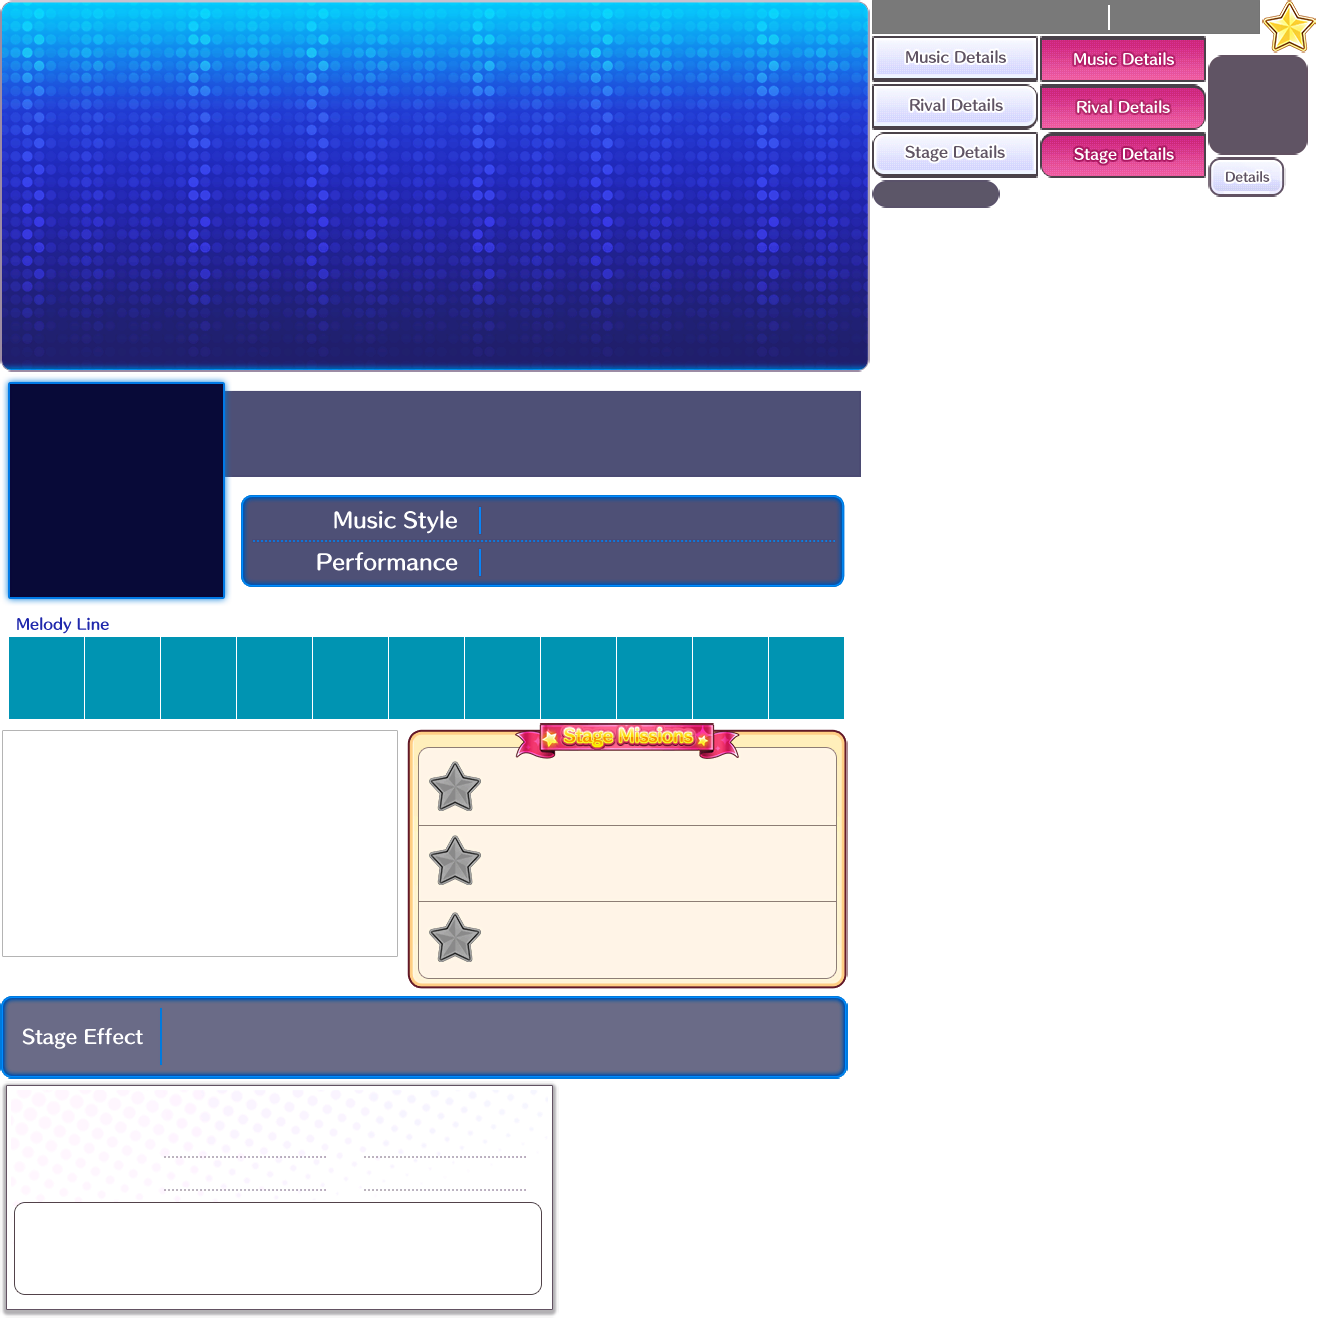 Music Details
Music Details
Rival Details
Rival Details
Stage Details
Stage Details
Details
Music Style
Performance
Melody Line
Stage Missions
Stage Effect